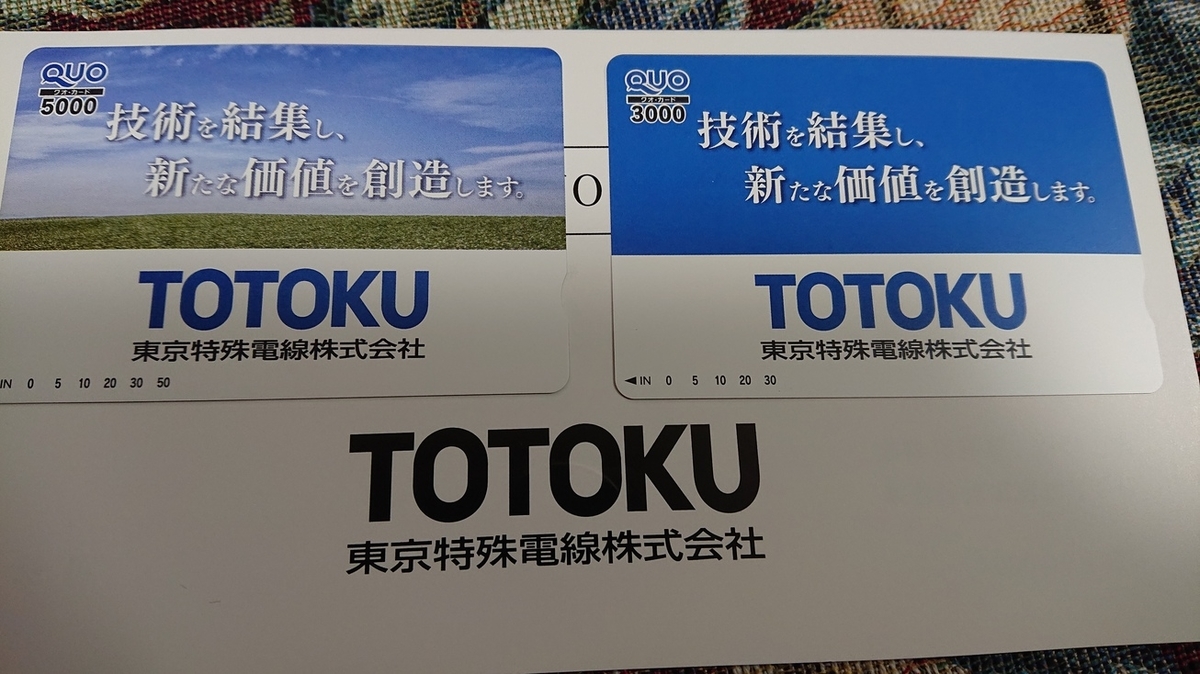 QUO
クオ・カード
5000
技術を結集し、
新たな価値を創造します。
TOTOKU
東京特殊電線株式会社
IN 0 5 10 20 30 50
QUO
クオ・カード
3000
技術を結集し、
新たな価値を創造します。
TOTOKU
東京特殊電線株式会社
◀IN 0 5 10 20 30
TOTOKU
東京特殊電線株式会社